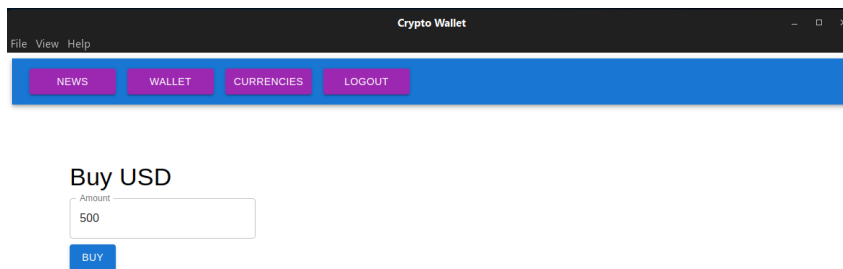 Crypto Wallet
File View Help
NEWS WALLET CURRENCIES LOGOUT
Buy USD
Amount
500
BUY